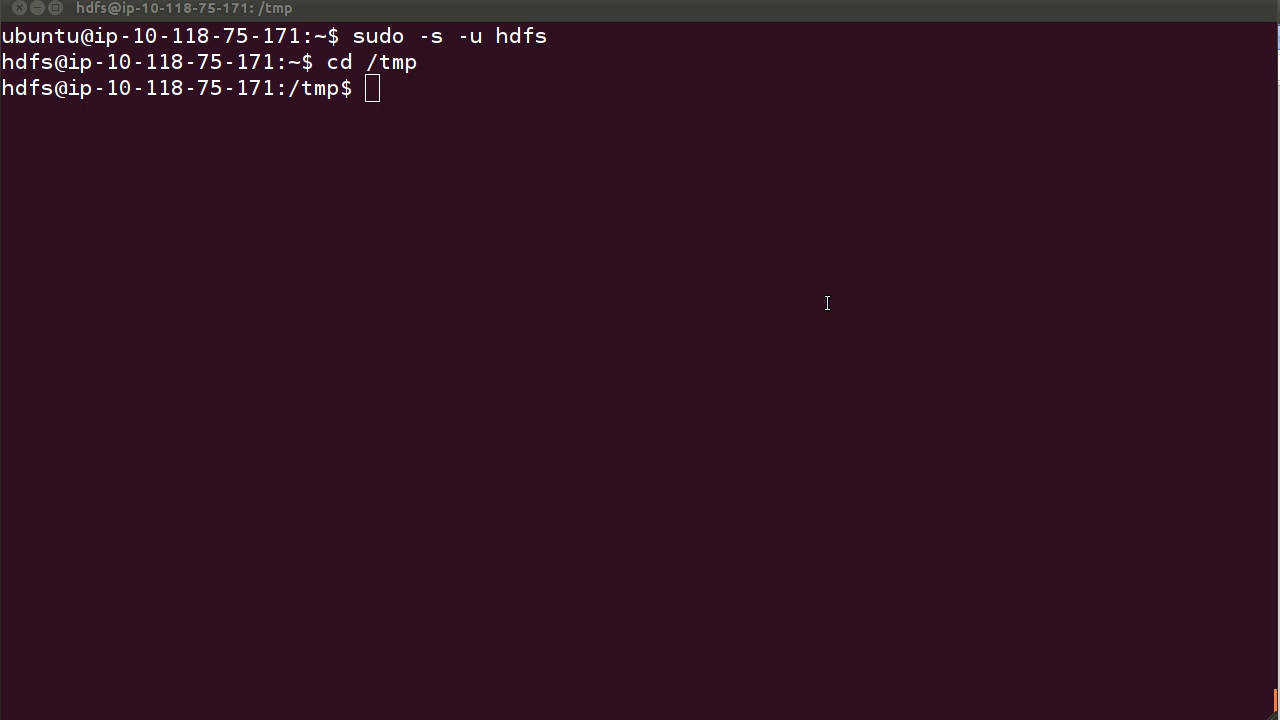 hdfs@ip-10-118-75-171: /tmp
ubuntu@ip-10-118-75-171:~$ sudo -s -u hdfs
hdfs@ip-10-118-75-171:~$ cd /tmp
hdfs@ip-10-118-75-171:/tmp$